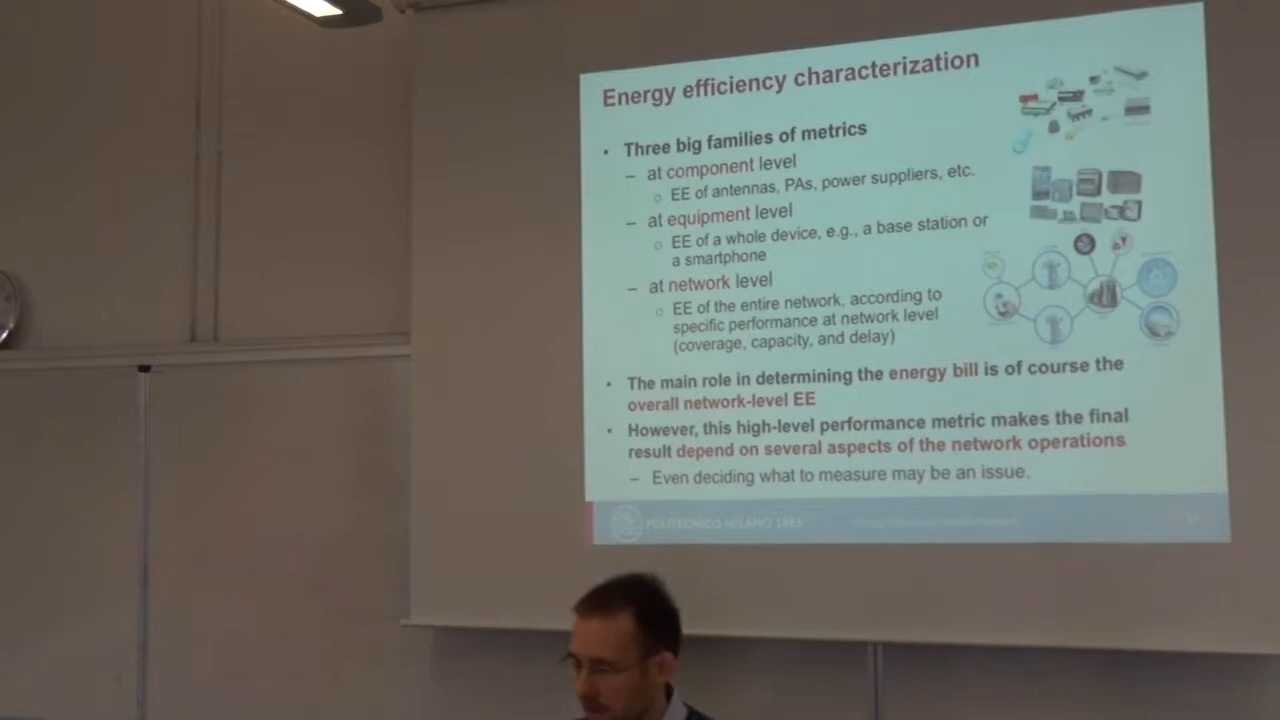 Energy efficiency characterization
• Three big families of metrics
– at component level
○ EE of antennas, PAs, power suppliers, etc.
– at equipment level
○ EE of a whole device, e.g., a base station or
a smartphone
– at network level
○ EE of the entire network, according to
specific performance at network level
(coverage, capacity, and delay)
• The main role in determining the energy bill is of course the
overall network-level EE
• However, this high-level performance metric makes the final
result depend on several aspects of the network operations
– Even deciding what to measure may be an issue.
POLITECNICO MILANO 1863